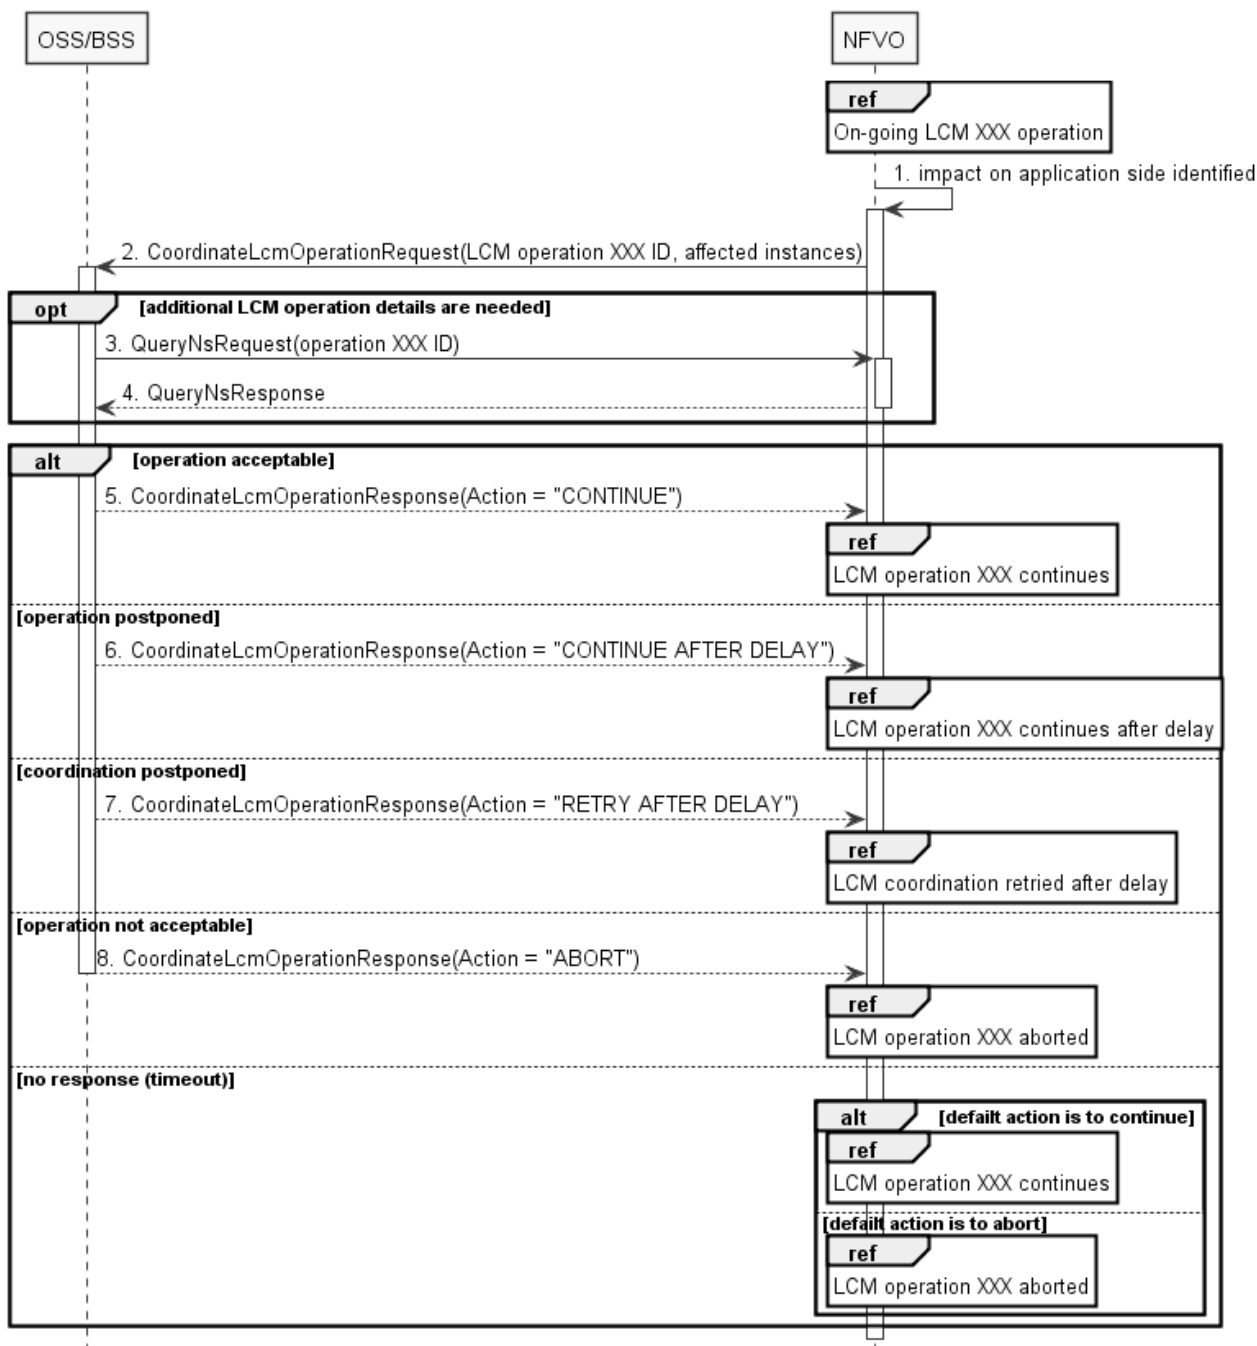 OSS/BSS
NFVO
ref
On-going LCM XXX operation
1. impact on application side identified
2. CoordinateLcmOperationRequest(LCM operation XXX ID, affected instances)
opt [additional LCM operation details are needed]
3. QueryNsRequest(operation XXX ID)
4. QueryNsResponse
alt [operation acceptable]
5. CoordinateLcmOperationResponse(Action = "CONTINUE")
ref
LCM operation XXX continues
[operation postponed]
6. CoordinateLcmOperationResponse(Action = "CONTINUE AFTER DELAY")
ref
LCM operation XXX continues after delay
[coordination postponed]
7. CoordinateLcmOperationResponse(Action = "RETRY AFTER DELAY")
ref
LCM coordination retried after delay
[operation not acceptable]
8. CoordinateLcmOperationResponse(Action = "ABORT")
ref
LCM operation XXX aborted
[no response (timeout)]
alt [defailt action is to continue]
ref
LCM operation XXX continues
[defailt action is to abort]
ref
LCM operation XXX aborted